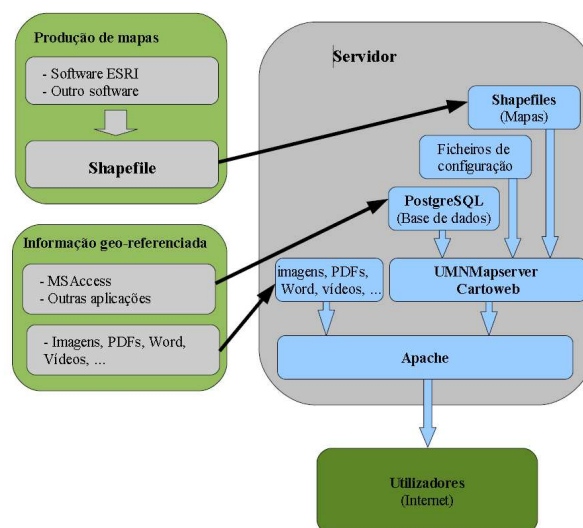 Produção de mapas
- Software ESRI
- Outro software
Shapefile
Informação geo-referenciada
- MSAccess
- Outras aplicações
- Imagens, PDFs, Word,
Vídeos, ...
Servidor
Shapefiles
(Mapas)
Ficheiros de
configuração
PostgreSQL
(Base de dados)
imagens, PDFs,
Word, vídeos, ...
UMNMapserver
Cartoweb
Apache
Utilizadores
(Internet)